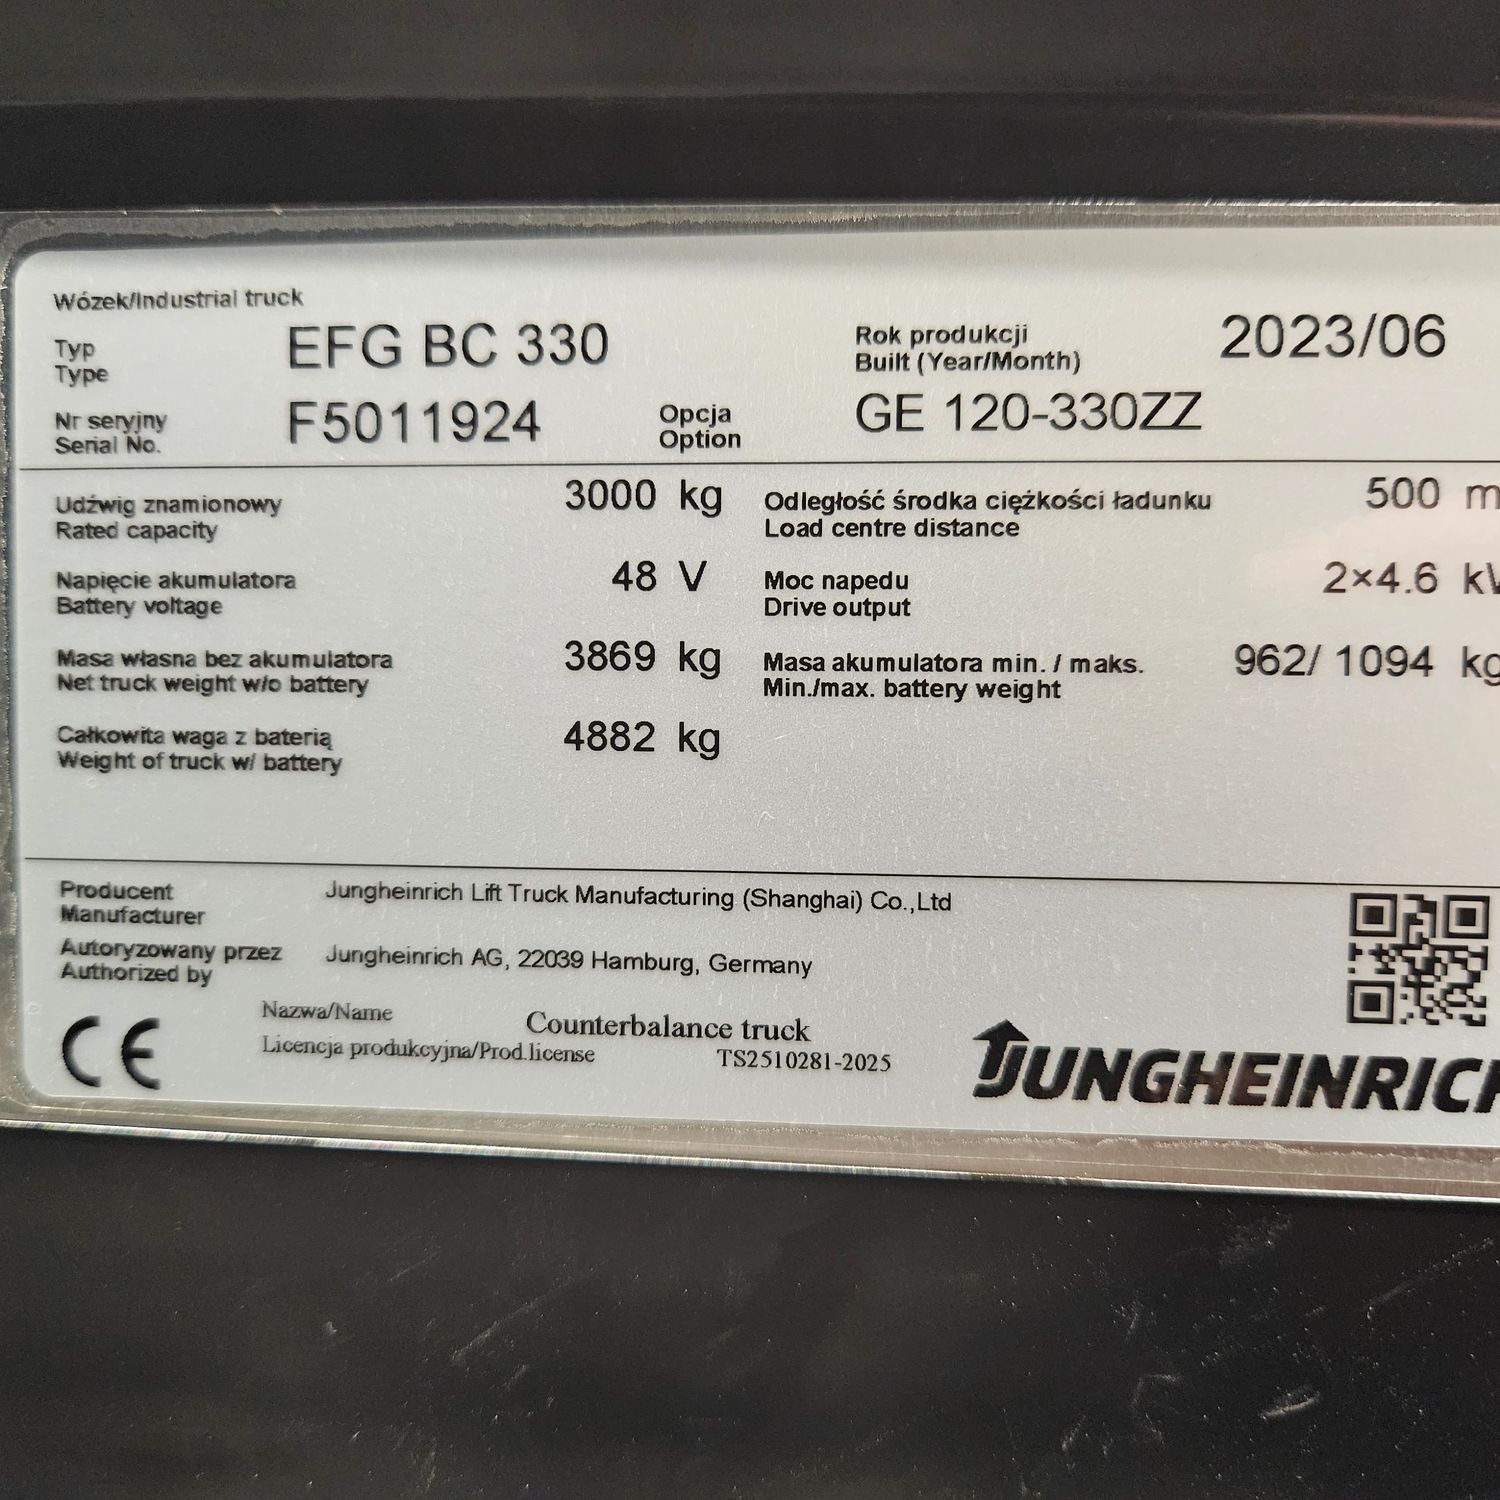 Wózek/Industrial truck
Typ
Type
EFG BC 330
Rok produkcji
Built (Year/Month)
2023/06
Nr seryjny
Serial No.
F5011924
Opcja
Option
GE 120-330ZZ
Udźwig znamionowy
Rated capacity
3000 kg
Odległość środka ciężkości ładunku
Load centre distance
500 m
Napięcie akumulatora
Battery voltage
48 V
Moc napedu
Drive output
2×4.6 k
Masa własna bez akumulatora
Net truck weight w/o battery
3869 kg
Masa akumulatora min. / maks.
Min./max. battery weight
962/ 1094 kg
Całkowita waga z baterią
Weight of truck w/ battery
4882 kg
Producent
Manufacturer
Jungheinrich Lift Truck Manufacturing (Shanghai) Co.,Ltd
Autoryzowany przez
Authorized by
Jungheinrich AG, 22039 Hamburg, Germany
CE
Nazwa/Name
Counterbalance truck
Licencja produkcyjna/Prod.license
TS2510281-2025
JUNGHEINRICH